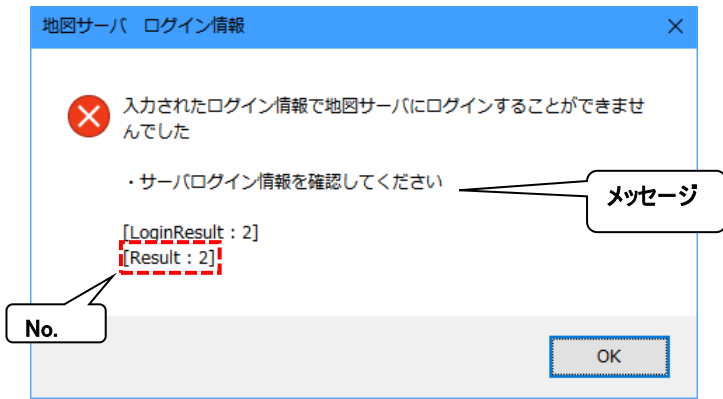 地図サーバ ログイン情報
入力されたログイン情報で地図サーバにログインすることができませ
んでした
・サーバログイン情報を確認してください
メッセージ
[LoginResult : 2]
[Result : 2]
No.
OK